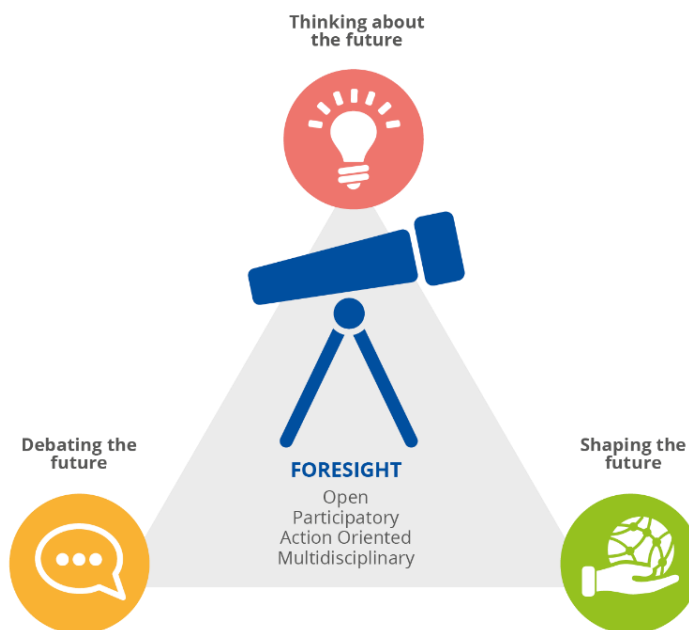 Thinking about
the future
Debating the
future
Shaping the
future
FORESIGHT
Open
Participatory
Action Oriented
Multidisciplinary